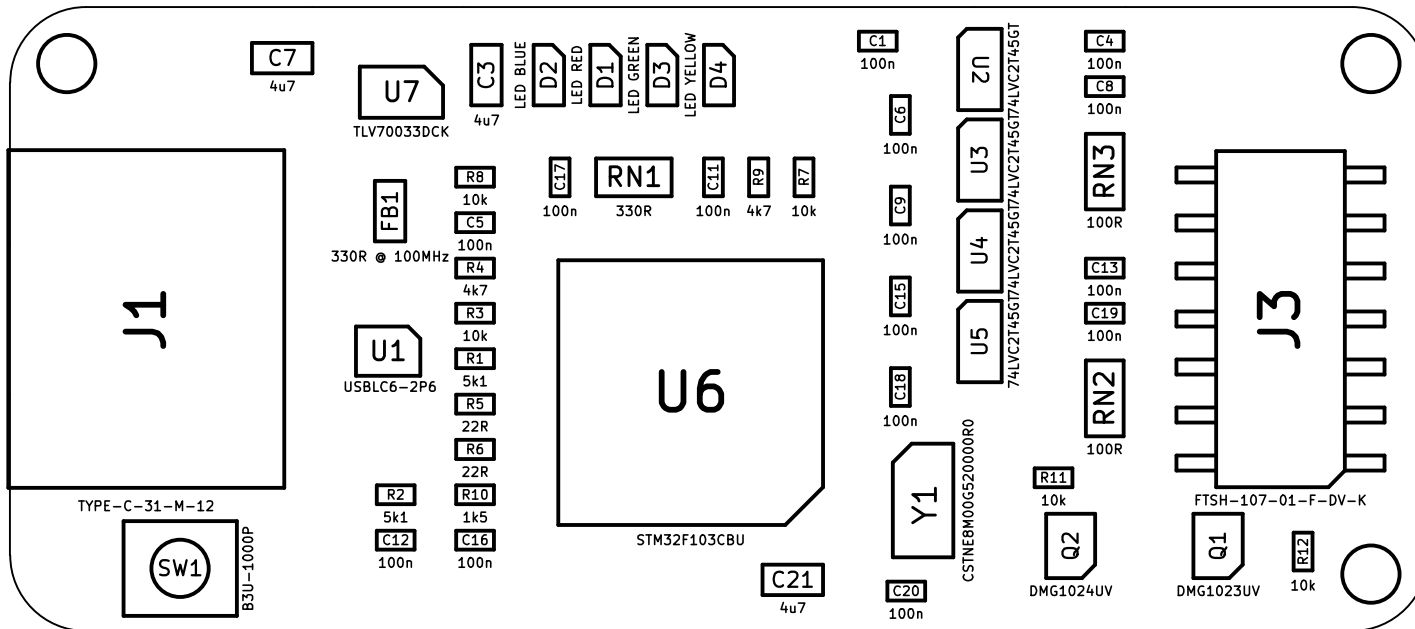 C7
4u7
U7
TLV70033DCK
C3
4u7
LED BLUE
D2
LED RED
D1
LED GREEN
D3
LED YELLOW
D4
C1
100n
U2
74LVC2T45GT
C4
100n
C8
100n
C6
100n
U3
74LVC2T45GT
RN3
100R
J1
TYPE-C-31-M-12
FB1
330R @ 100MHz
R8
10k
C5
100n
R4
4k7
R3
10k
R1
5k1
R5
22R
R6
22R
R10
1k5
C16
100n
C17
100n
RN1
330R
C11
100n
R9
4k7
R7
10k
C9
100n
U4
74LVC2T45GT
C13
100n
C19
100n
C15
100n
U5
74LVC2T45GT
C18
100n
RN2
100R
J3
FTSH-107-01-F-DV-K
U1
USBLC6-2P6
U6
STM32F103CBU
R2
5k1
C12
100n
SW1
B3U-1000P
Y1
CSTNE8M00G520000R0
R11
10k
Q2
DMG1024UV
Q1
DMG1023UV
R12
10k
C21
4u7
C20
100n